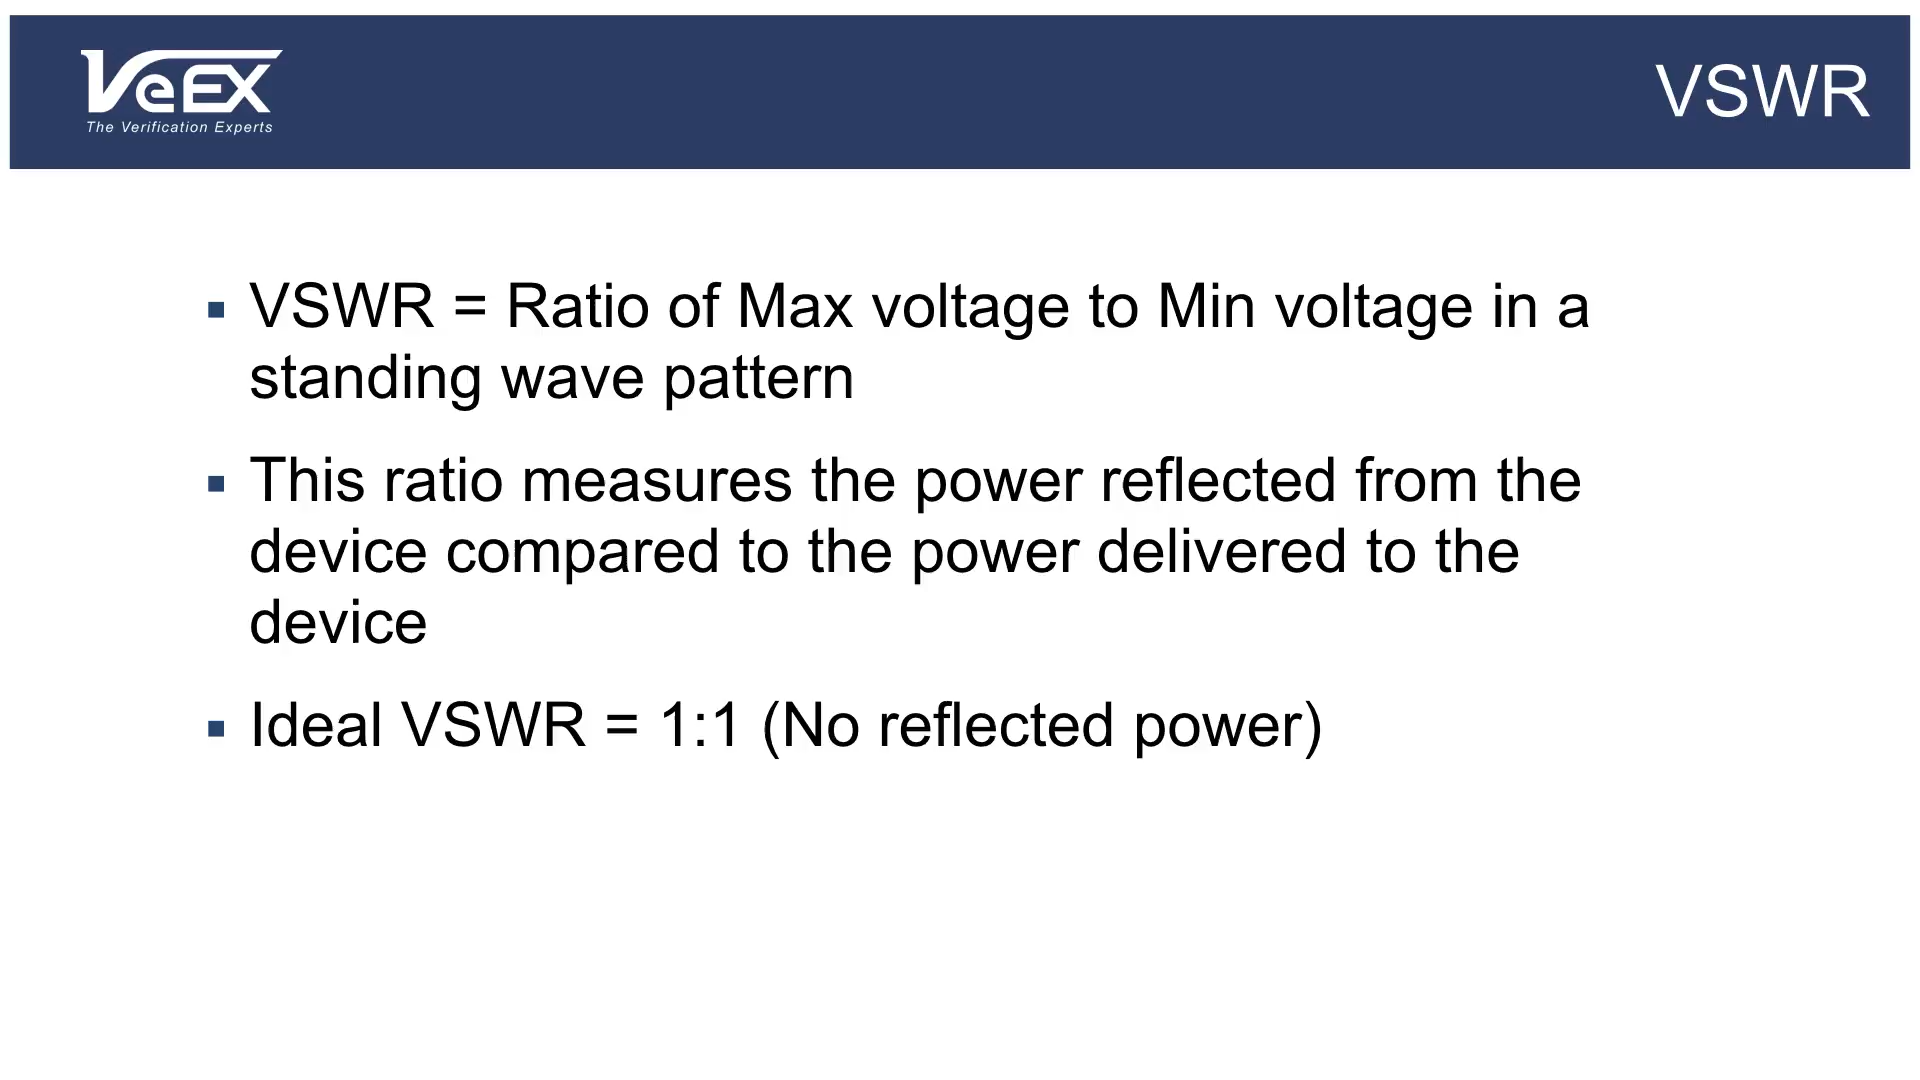 VeEX
The Verification Experts
VSWR
▪ VSWR = Ratio of Max voltage to Min voltage in a
standing wave pattern
▪ This ratio measures the power reflected from the
device compared to the power delivered to the
device
▪ Ideal VSWR = 1:1 (No reflected power)